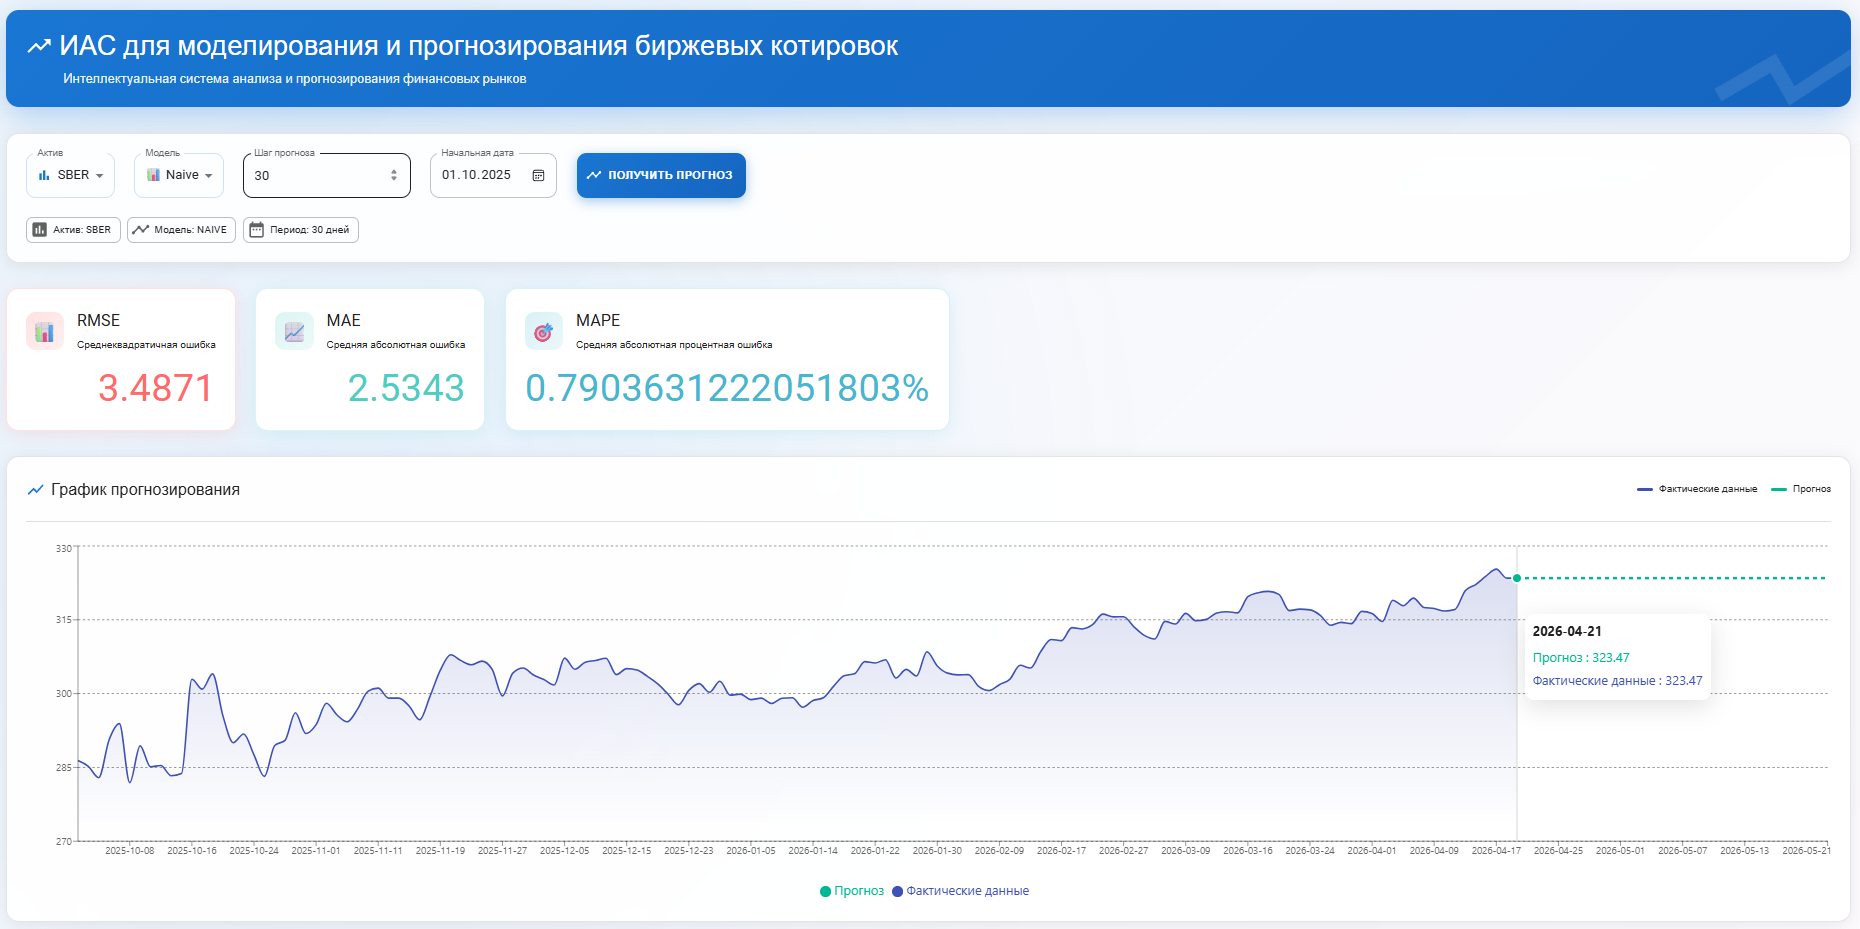 ИАС для моделирования и прогнозирования биржевых котировок
Интеллектуальная система анализа и прогнозирования финансовых рынков
Актив
Модель
Шаг прогноза
Начальная дата
SBER
Naive
30
01.10.2025
ПОЛУЧИТЬ ПРОГНОЗ
Актив: SBER
Модель: NAIVE
Период: 30 дней
RMSE
Среднеквадратичная ошибка
3.4871
MAE
Средняя абсолютная ошибка
2.5343
MAPE
Средняя абсолютная процентная ошибка
0.7903631222051803%
График прогнозирования
Фактические данные
Прогноз
330
315
300
285
270
2026-04-21
Прогноз : 323.47
Фактические данные : 323.47
2025-10-08
2025-10-16
2025-10-24
2025-11-01
2025-11-11
2025-11-19
2025-11-27
2025-12-05
2025-12-15
2025-12-23
2026-01-05
2026-01-14
2026-01-22
2026-01-30
2026-02-09
2026-02-17
2026-02-27
2026-03-09
2026-03-16
2026-03-24
2026-04-01
2026-04-09
2026-04-17
2026-04-25
2026-05-01
2026-05-07
2026-05-13
2026-05-21
Прогноз
Фактические данные